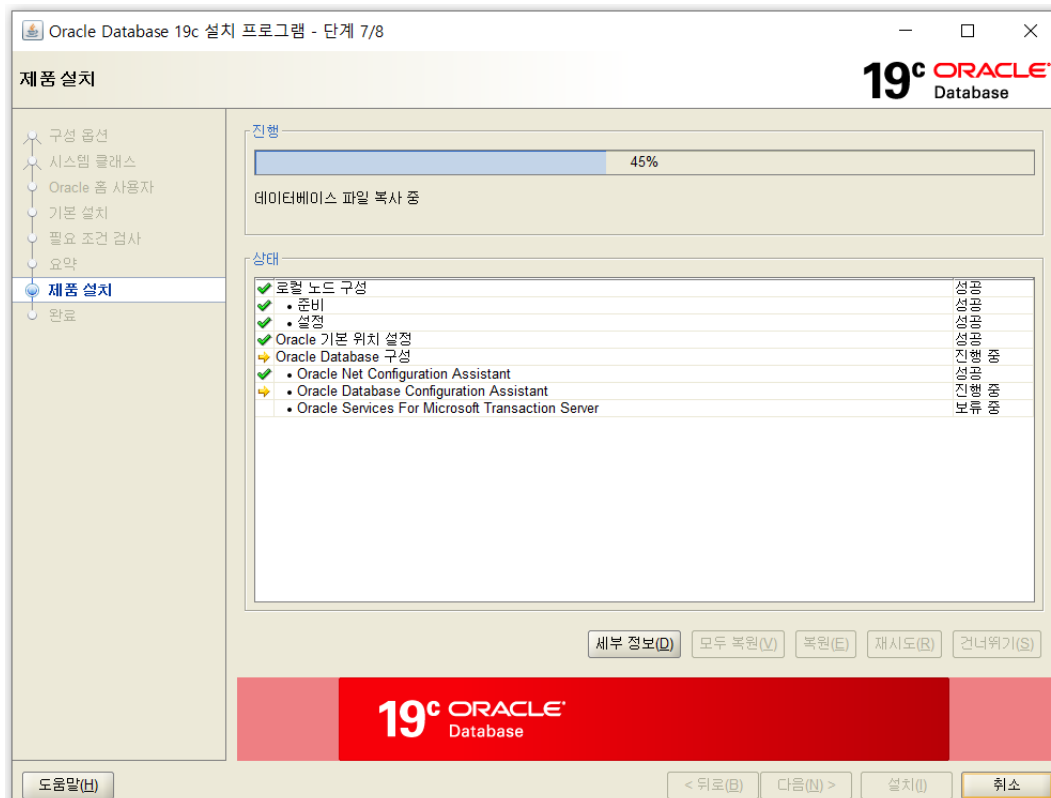 Oracle Database 19c 설치 프로그램 - 단계 7/8
제품 설치
19c ORACLE
Database
구성 옵션
시스템 클래스
Oracle 홈 사용자
기본 설치
필요 조건 검사
요약
제품 설치
완료
진행
45%
데이터베이스 파일 복사 중
상태
로컬 노드 구성 성공
• 준비 성공
• 설정 성공
Oracle 기본 위치 설정 성공
Oracle Database 구성 진행 중
• Oracle Net Configuration Assistant 성공
• Oracle Database Configuration Assistant 진행 중
• Oracle Services For Microsoft Transaction Server 보류 중
세부 정보(D) 모두 복원(V) 복원(E) 재시도(R) 건너뛰기(S)
19c ORACLE
Database
도움말(H) < 뒤로(B) 다음(N) > 설치(I) 취소